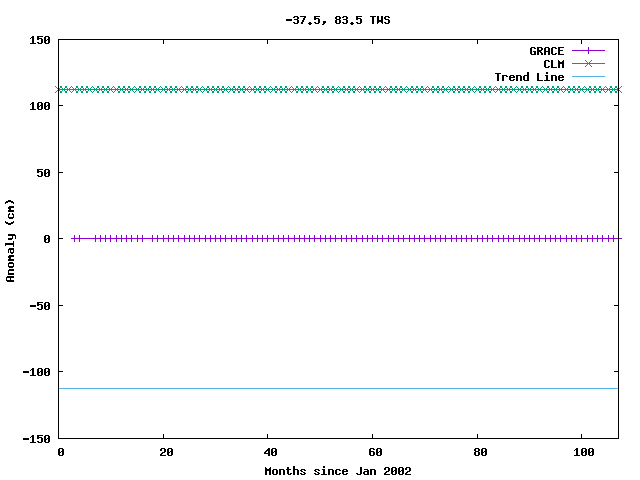 -37.5, 83.5 TWS
150
100
50
0
-50
-100
-150
Anomaly (cm)
GRACE
CLM
Trend Line
0 20 40 60 80 100
Months since Jan 2002